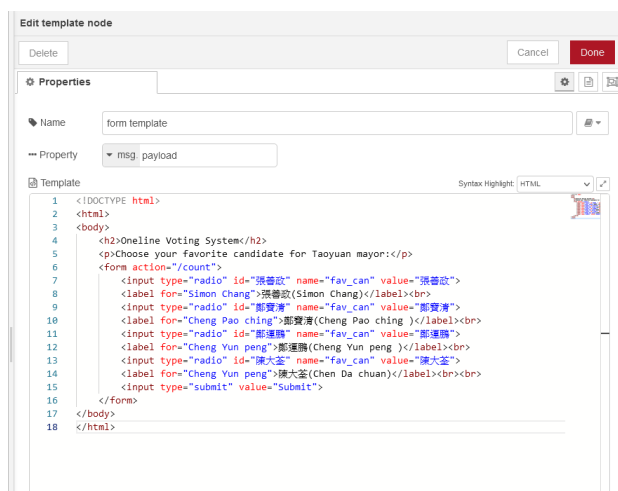 Edit template node
Delete
Cancel
Done
Properties
Name
form template
Property
msg. payload
Template
Syntax Highlight: HTML
1 <!DOCTYPE html>
2 <html>
3 <body>
4 <h2>Oneline Voting System</h2>
5 <p>Choose your favorite candidate for Taoyuan mayor:</p>
6 <form action="/count">
7 <input type="radio" id="張善政" name="fav_can" value="張善政">
8 <label for="Simon Chang">張善政(Simon Chang)</label><br>
9 <input type="radio" id="鄭寶清" name="fav_can" value="鄭寶清">
10 <label for="Cheng Pao ching">鄭寶清(Cheng Pao ching )</label><br>
11 <input type="radio" id="鄭運鵬" name="fav_can" value="鄭運鵬">
12 <label for="Cheng Yun peng">鄭運鵬(Cheng Yun peng )</label><br>
13 <input type="radio" id="陳大荃" name="fav_can" value="陳大荃">
14 <label for="Cheng Yun peng">陳大荃(Chen Da chuan)</label><br><br>
15 <input type="submit" value="Submit">
16 </form>
17 </body>
18 </html>